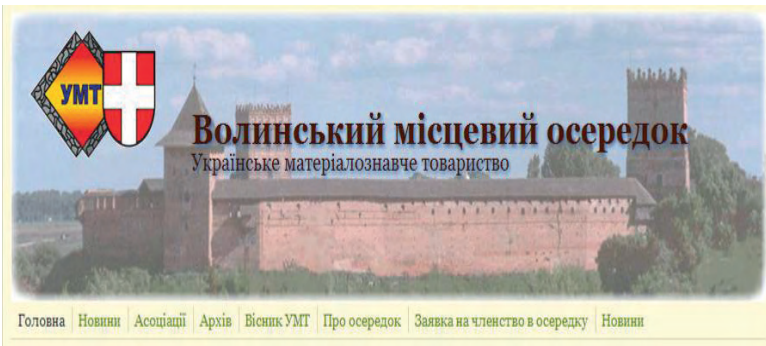 УМТ
Волинський місцевий осередок
Українське матеріалознавче товариство
Головна Новини Асоціації Архів Вісник УМТ Про осередок Заявка на членство в осередку Новини